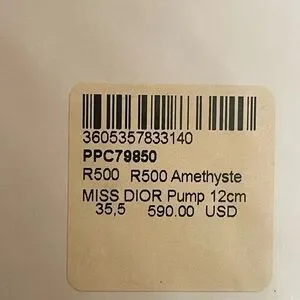 3605357833140
PPC79850
R500 R500 Amethyste
MISS DIOR Pump 12cm
35,5 590.00 USD